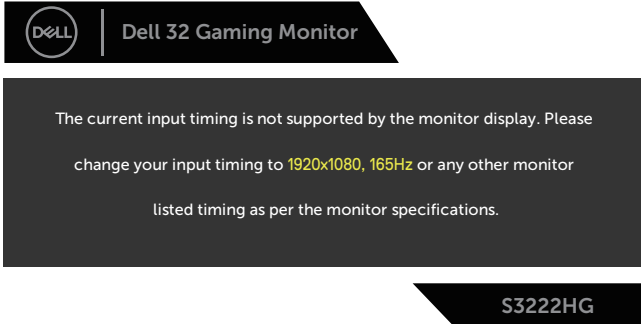 DELL
Dell 32 Gaming Monitor
The current input timing is not supported by the monitor display. Please
change your input timing to 1920x1080, 165Hz or any other monitor
listed timing as per the monitor specifications.
S3222HG